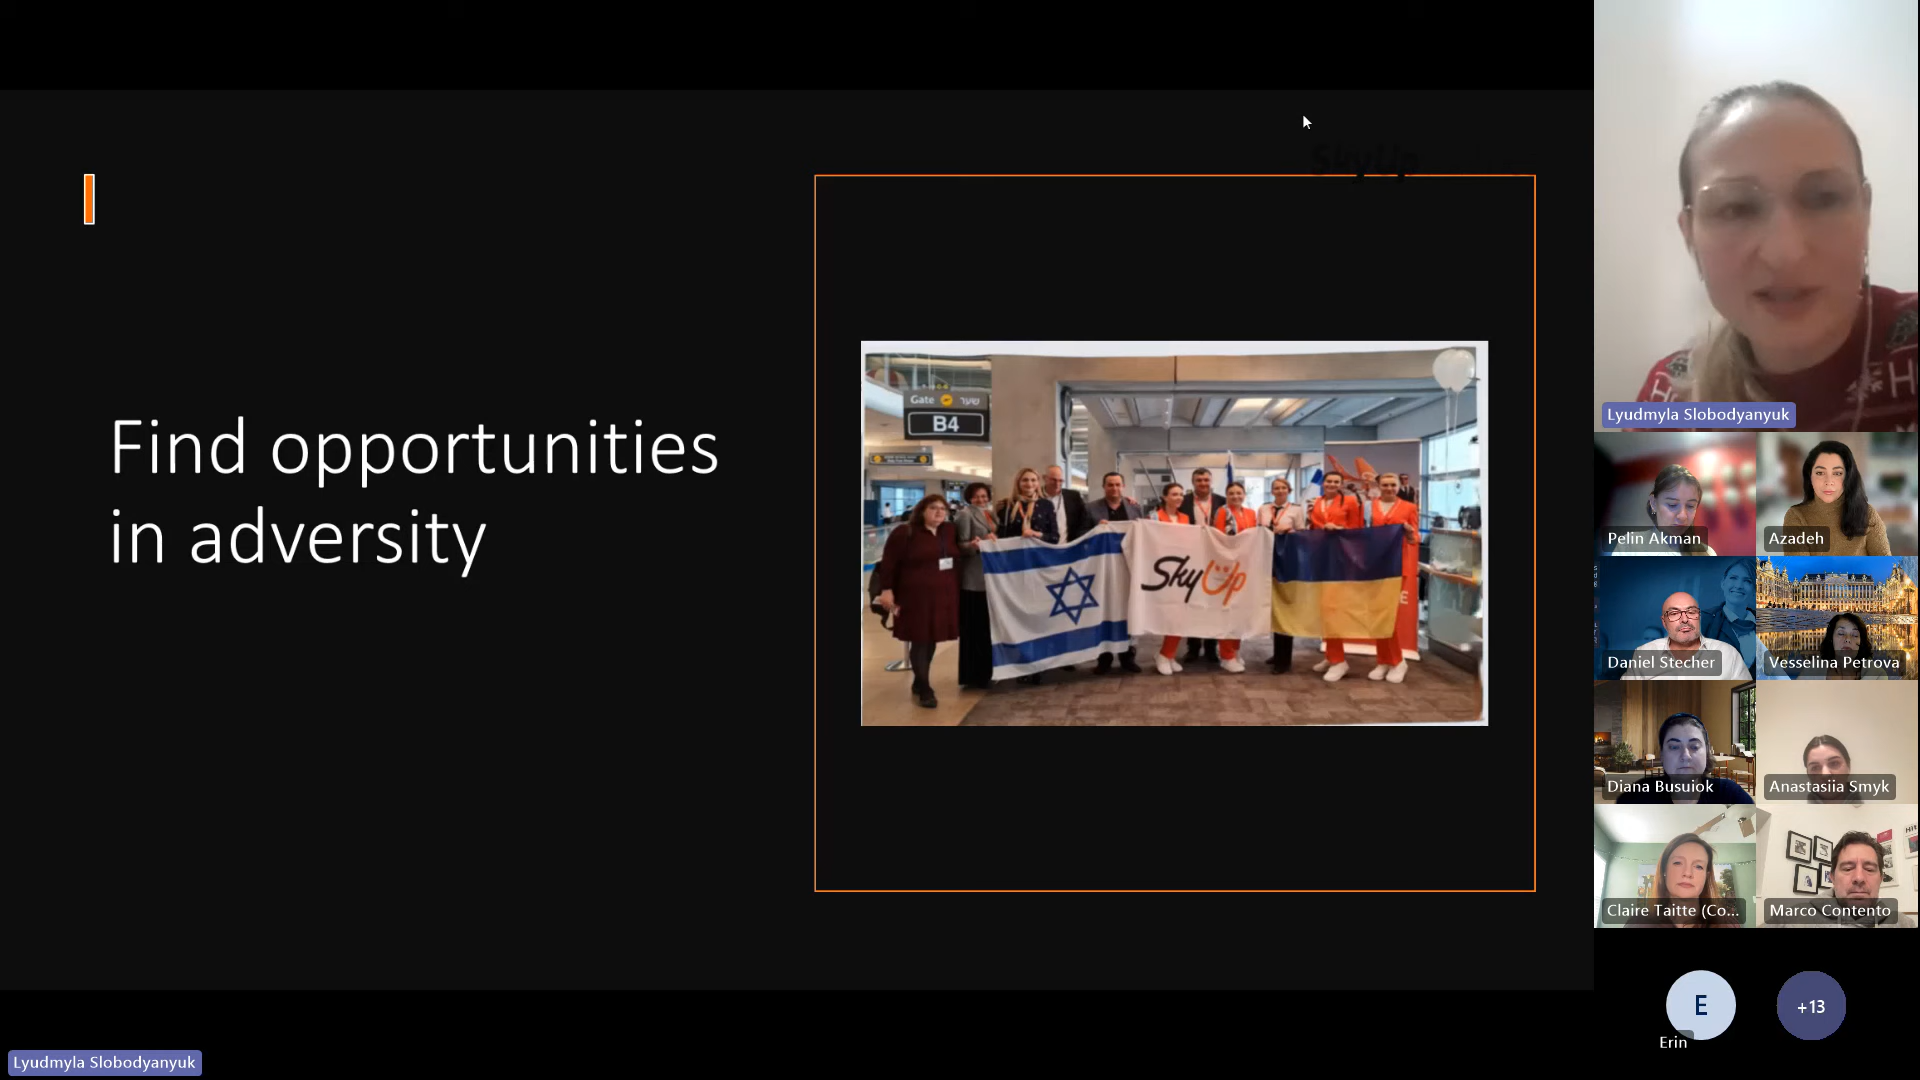 SkyUp
Find opportunities
in adversity
Gate שער
B4
SkyUp
Lyudmyla Slobodyanyuk
Pelin Akman
Azadeh
Daniel Stecher
Vesselina Petrova
Diana Busuiok
Anastasiia Smyk
Claire Taitte (Co...
Marco Contento
E
Erin
+13
Lyudmyla Slobodyanyuk